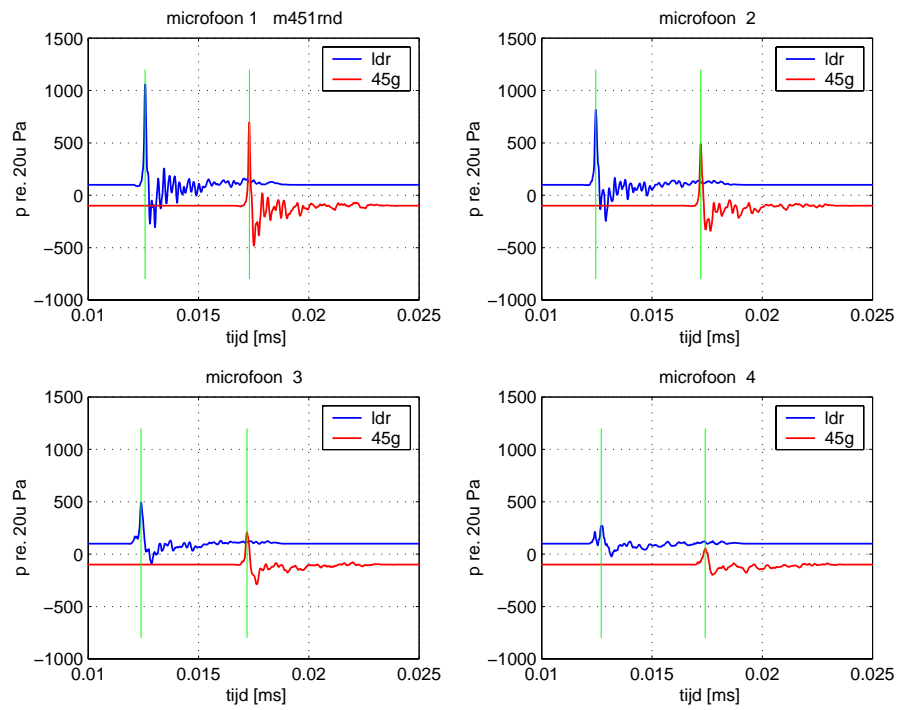 microfoon 1 m451rnd
1500
1000
500
0
−500
−1000
0.01 0.015 0.02 0.025
p re. 20u Pa
tijd [ms]
ldr
45g
microfoon 2
1500
1000
500
0
−500
−1000
0.01 0.015 0.02 0.025
p re. 20u Pa
tijd [ms]
ldr
45g
microfoon 3
1500
1000
500
0
−500
−1000
0.01 0.015 0.02 0.025
p re. 20u Pa
tijd [ms]
ldr
45g
microfoon 4
1500
1000
500
0
−500
−1000
0.01 0.015 0.02 0.025
p re. 20u Pa
tijd [ms]
ldr
45g